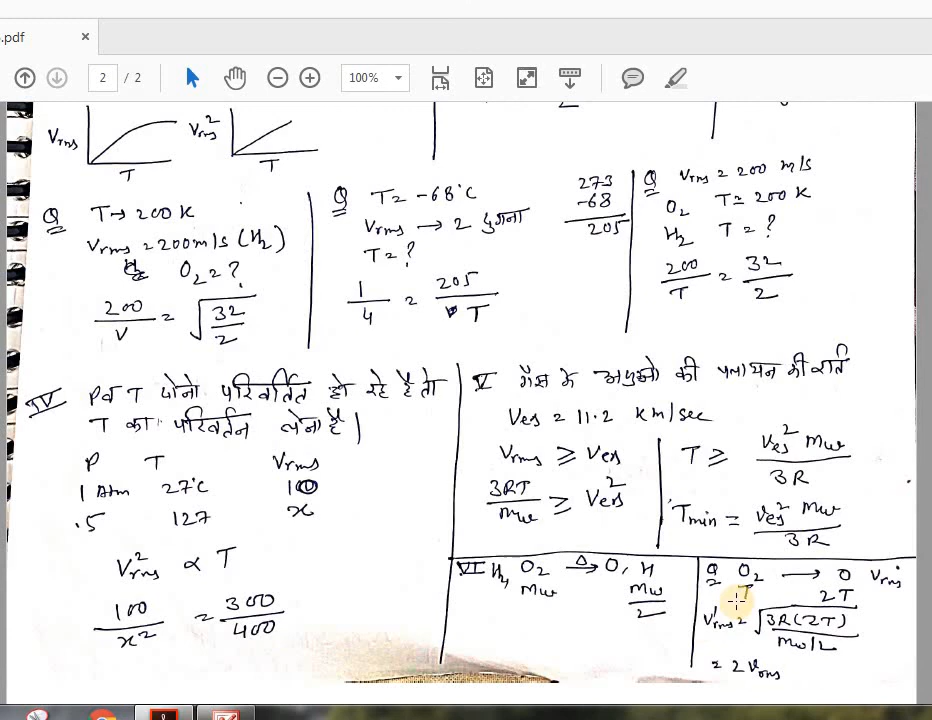 .pdf ×
2 / 2 100%
Vrms T
Vrms² T
Q T→ 200 K
Vrms = 200 m/s (H₂)
O₂ = ?
200/V = √(32/2)
Q T = -68°C
Vrms → 2 गुना
T = ?
1/4 = 205/T
273
-68
205
Q Vrms = 200 m/s
O₂ T = 200 K
H₂ T = ?
200/T = 32/2
IV P व T दोनो परिवर्तित हो रहे है तो
T का परिवर्तन लेना है|
P T Vrms
1 Atm 27°C 100
.5 127 x
Vrms² ∝ T
100/x² = 300/400
V गैस के अणुओ की पलायन की शर्त
Ves = 11.2 km/sec
Vrms ≥ Ves
3RT/Mw ≥ Ves²
T ≥ Ves² Mw/3R
Tmin = Ves² Mw/3R
VI H₂, O₂ —Δ→ O, H
Mw Mw/2
Q O₂ → O Vrms
T 2T
V'rms = √(3R(2T)/Mw/2)
= 2Vrms